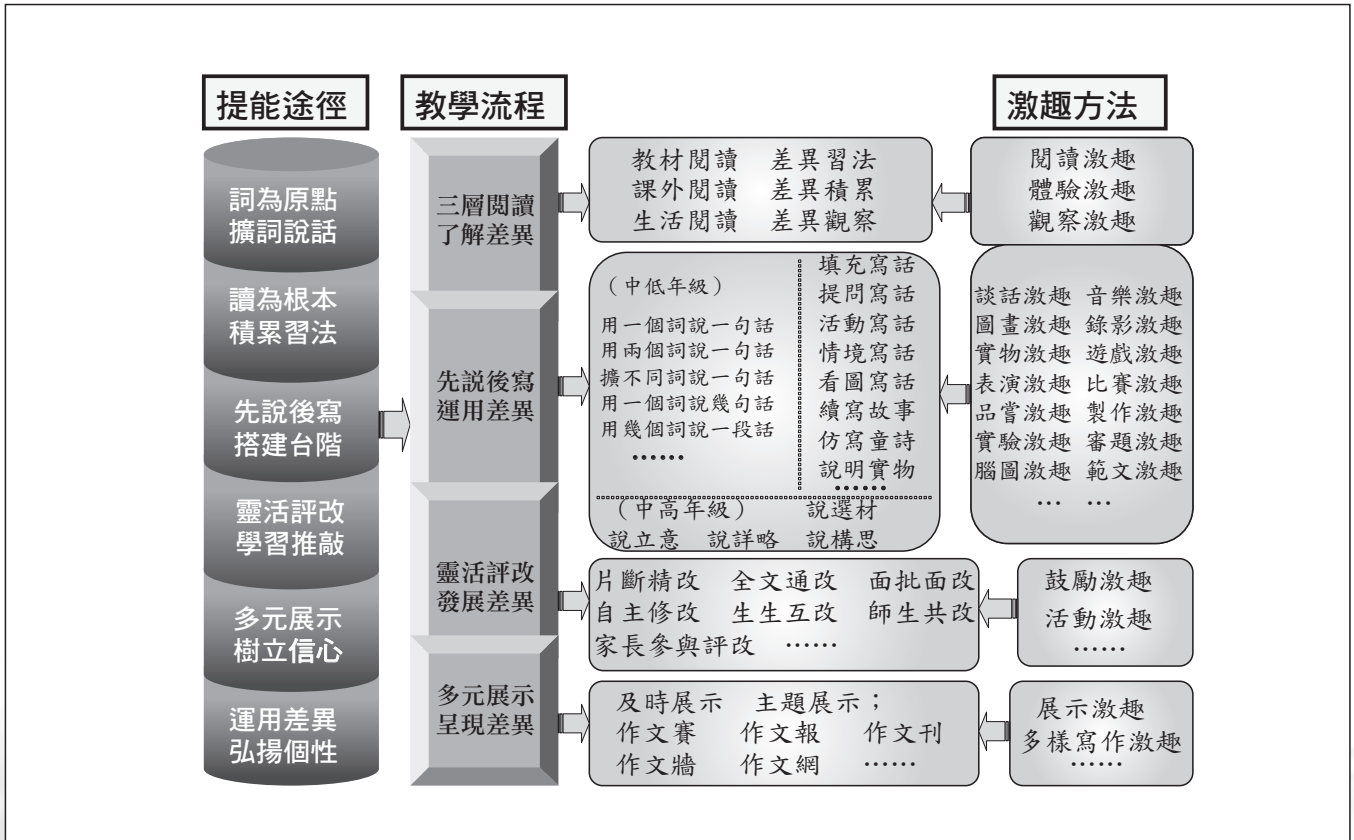 提能途徑
詞為原點
擴詞說話
讀為根本
積累習法
先說後寫
搭建台階
靈活評改
學習推敲
多元展示
樹立信心
運用差異
弘揚個性
教學流程
三層閱讀
了解差異
先説後寫
運用差異
靈活評改
發展差異
多元展示
呈現差異
教材閱讀 差異習法
課外閱讀 差異積累
生活閱讀 差異觀察
（中低年級）
用一個詞說一句話
用兩個詞說一句話
擴不同詞說一句話
用一個詞說幾句話
用幾個詞說一段話
······
填充寫話
提問寫話
活動寫話
情境寫話
看圖寫話
續寫故事
仿寫童詩
說明實物
······
（中高年級） 說選材
說立意 說詳略 說構思
片斷精改 全文通改 面批面改
自主修改 生生互改 師生共改
家長參與評改 ······
及時展示 主題展示；
作文賽 作文報 作文刊
作文牆 作文網 ······
激趣方法
閱讀激趣
體驗激趣
觀察激趣
談話激趣 音樂激趣
圖畫激趣 錄影激趣
實物激趣 遊戲激趣
表演激趣 比賽激趣
品嘗激趣 製作激趣
實驗激趣 審題激趣
腦圖激趣 範文激趣
··· ···
鼓勵激趣
活動激趣
······
展示激趣
多樣寫作激趣
······